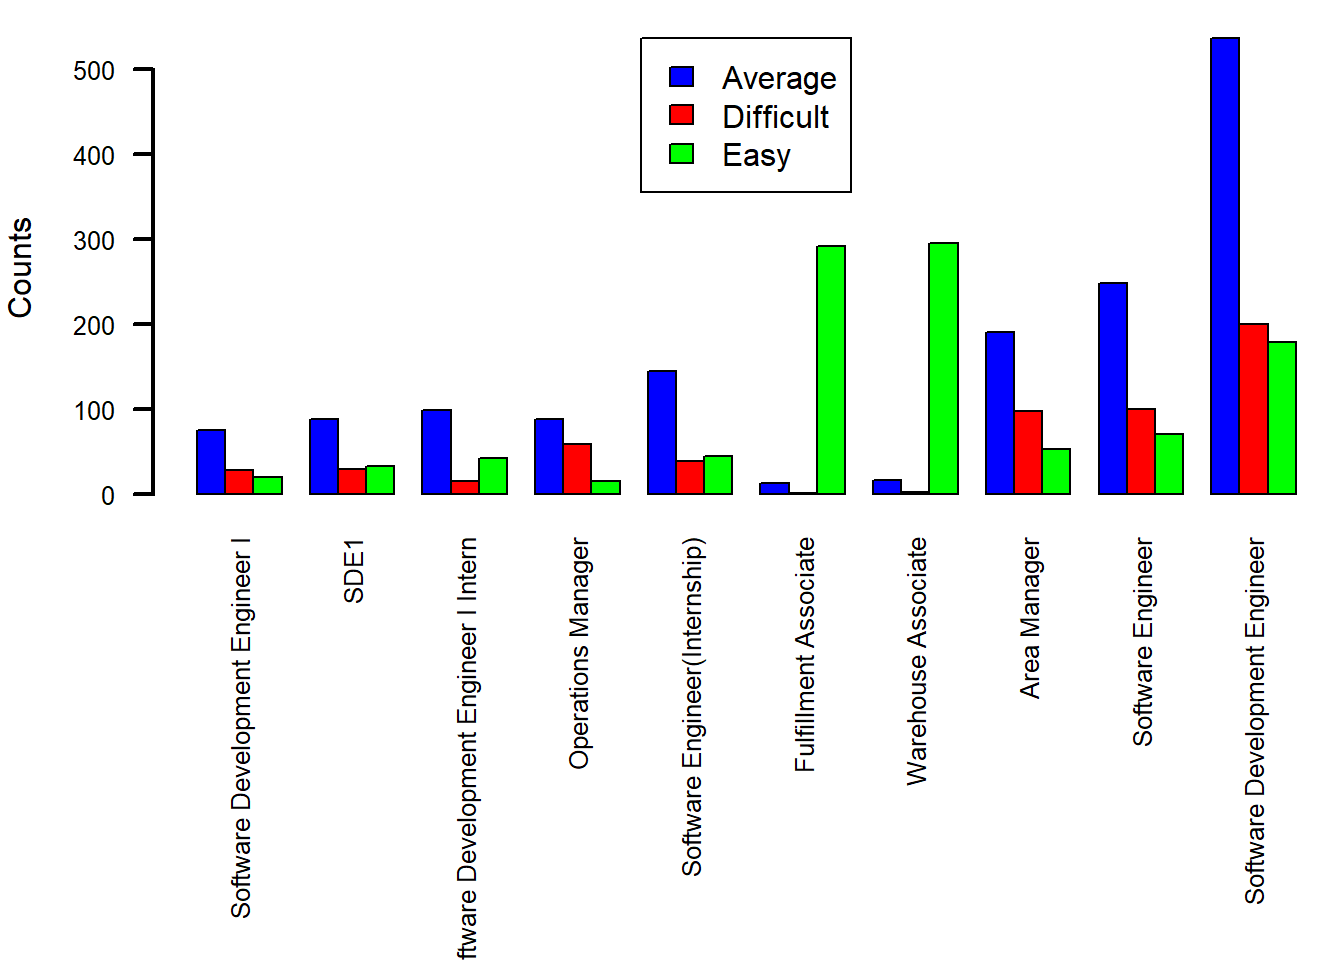 Average
Difficult
Easy
Counts
500
400
300
200
100
0
Software Development Engineer I
SDE1
ftware Development Engineer I Intern
Operations Manager
Software Engineer(Internship)
Fulfillment Associate
Warehouse Associate
Area Manager
Software Engineer
Software Development Engineer